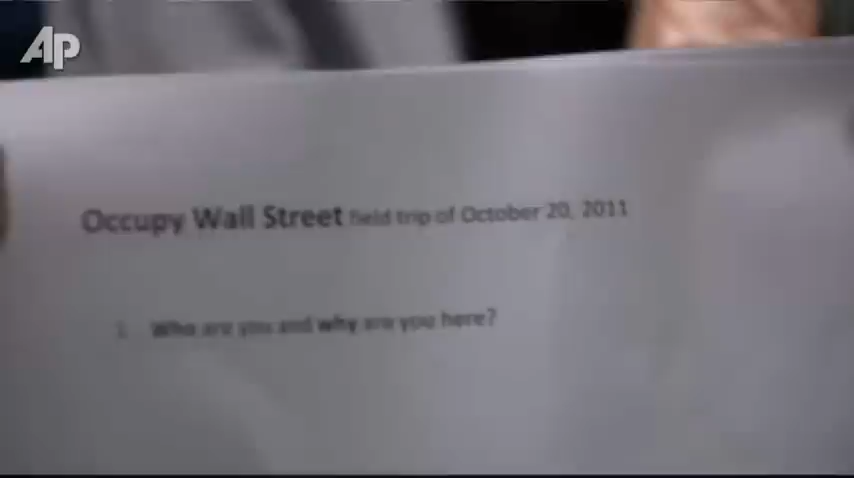 AP
Occupy Wall Street field trip of October 20, 2011
1. Who are you and why are you here?